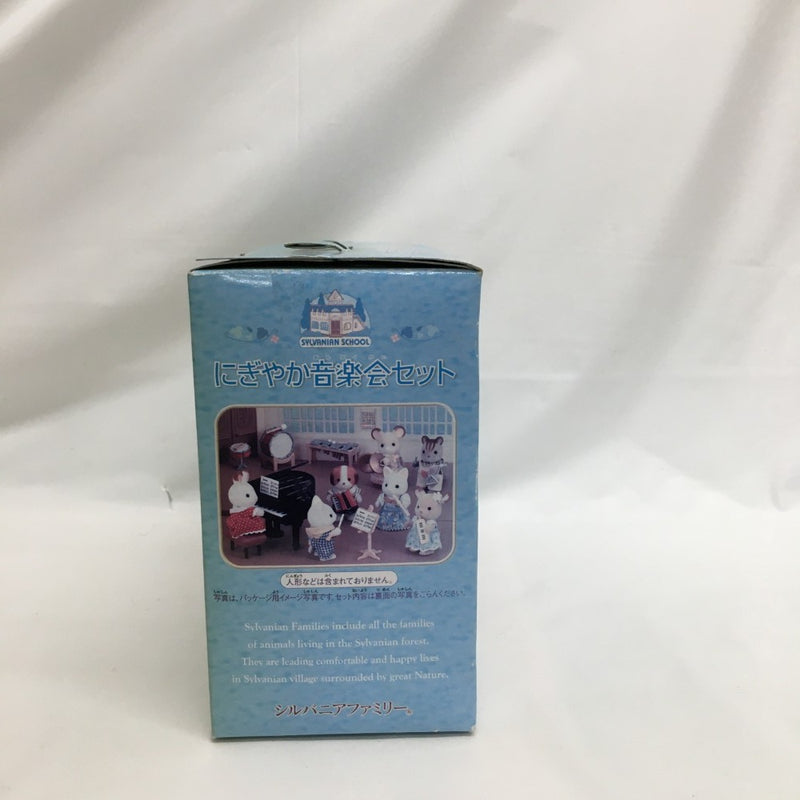 SYLVANIAN SCHOOL
にぎやか音楽会セット
人形などは含まれておりません。
写真は、パッケージ用イメージ写真です。セット内容は裏面の写真をごらんください。
Sylvanian Families include all the families
of animals living in the Sylvanian forest.
They are leading comfortable and happy lives
in Sylvanian village surrounded by great Nature.
シルバニアファミリー